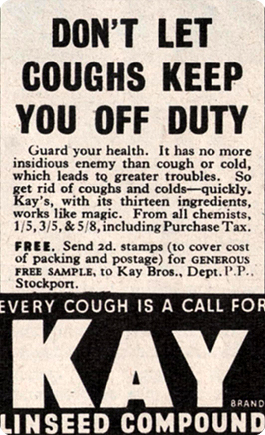 DON'T LET
COUGHS KEEP
YOU OFF DUTY
Guard your health. It has no more
insidious enemy than cough or cold,
which leads to greater troubles. So
get rid of coughs and colds—quickly.
Kay's, with its thirteen ingredients,
works like magic. From all chemists,
1/5, 3/5, & 5/8, including Purchase Tax.
FREE. Send 2d. stamps (to cover cost
of packing and postage) for GENEROUS
FREE SAMPLE, to Kay Bros., Dept. P.P.,
Stockport.
EVERY COUGH IS A CALL FOR
KAY
BRAND
LINSEED COMPOUND